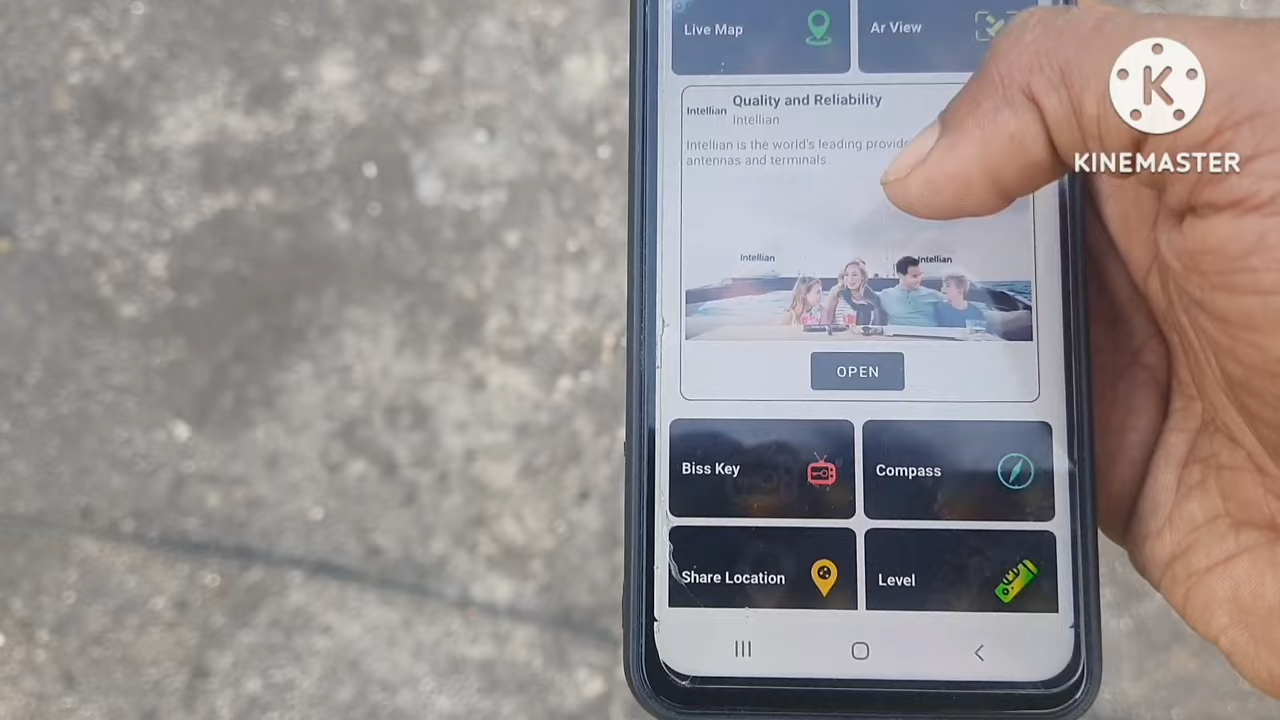 Live Map
Ar View
Intellian
Quality and Reliability
Intellian
Intellian is the world's leading
antennas and terminals.
Intellian
Intellian
OPEN
Biss Key
Compass
Share Location
Level
K
KINEMASTER